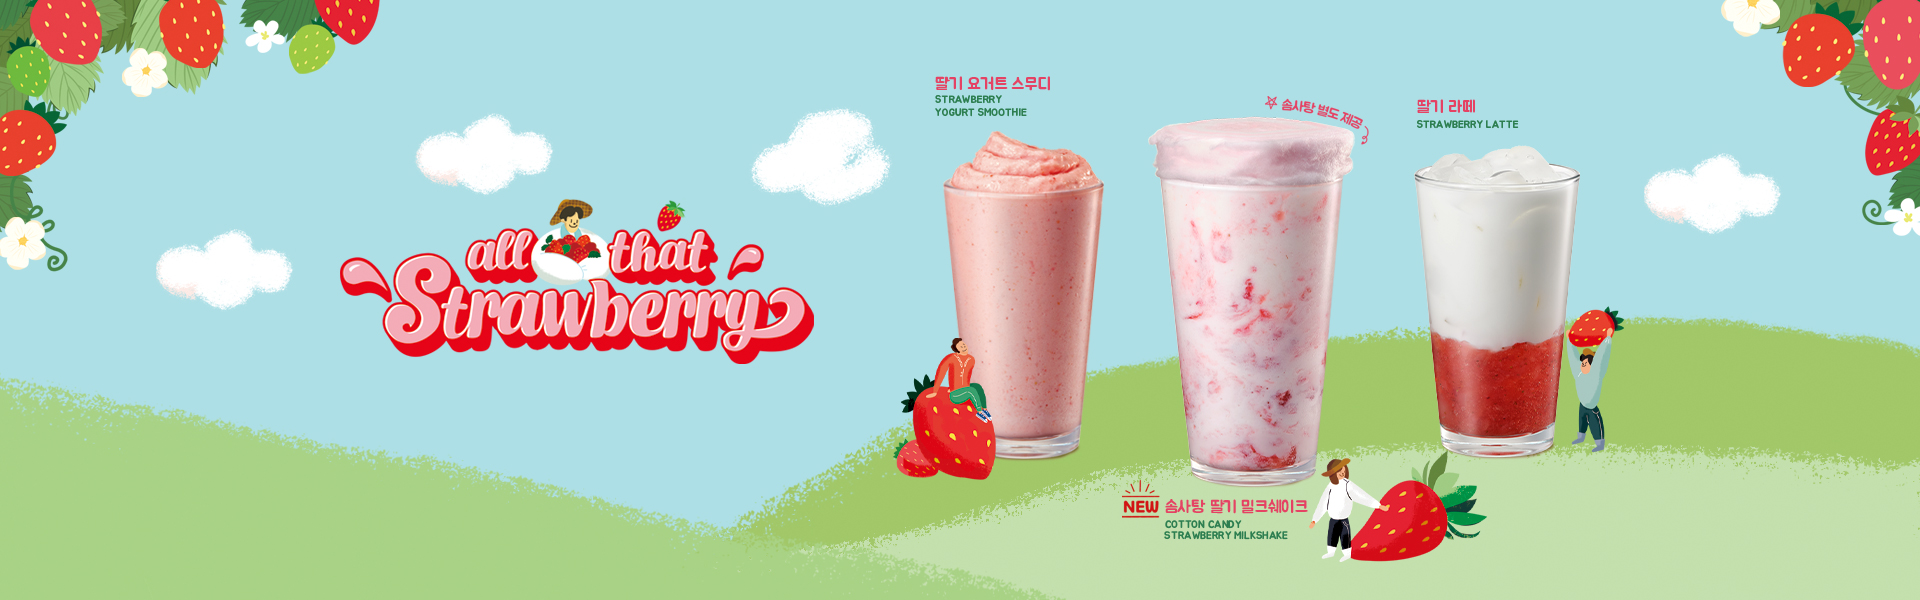 all that
Strawberry
딸기 요거트 스무디
STRAWBERRY
YOGURT SMOOTHIE
솜사탕 별도 제공
딸기 라떼
STRAWBERRY LATTE
NEW 솜사탕 딸기 밀크쉐이크
COTTON CANDY
STRAWBERRY MILKSHAKE